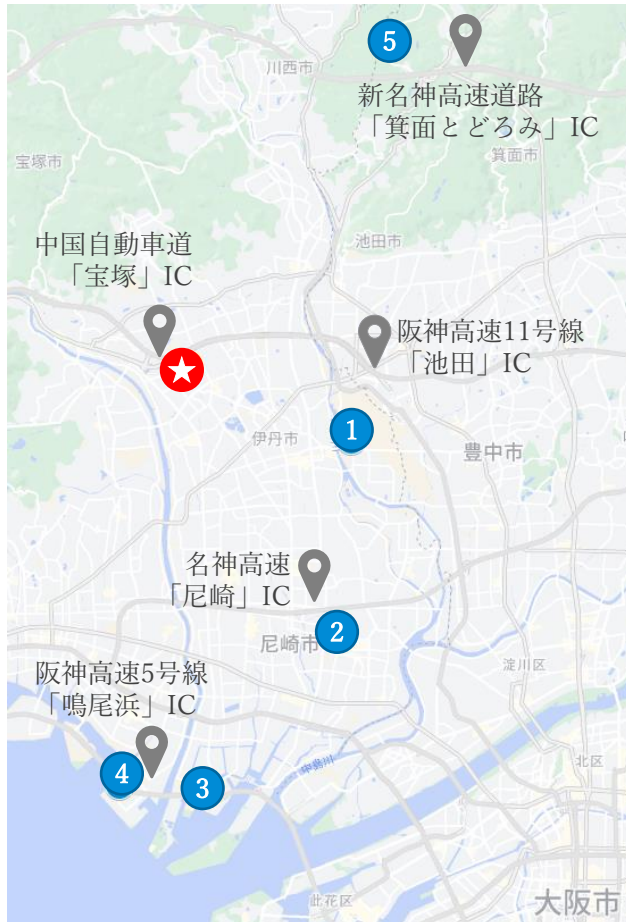 5
川西市
新名神高速道路
「箕面とどろみ」IC
宝塚市
箕面市
池田市
中国自動車道
「宝塚」IC
阪神高速11号線
「池田」IC
1
伊丹市
豊中市
名神高速
「尼崎」IC
2
尼崎市
淀川区
阪神高速5号線
「鳴尾浜」IC
中島川
北区
4
3
此花区
大阪市